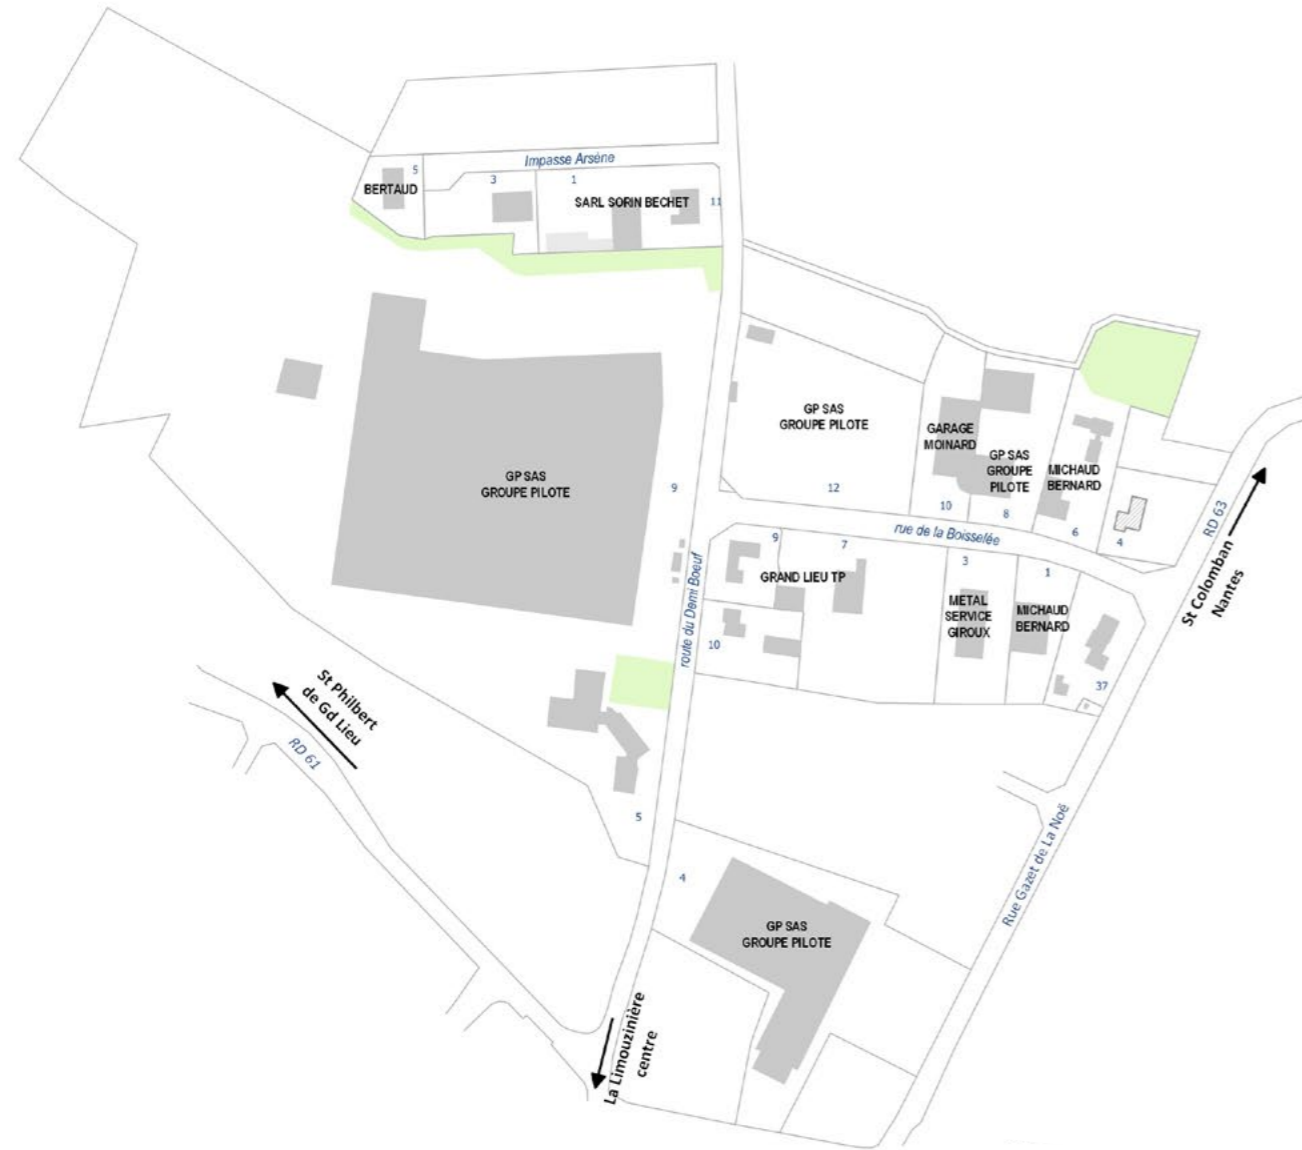 Impasse Arséne
5
3
1
BERTAUD
SARL SORIN BECHET
11
GP SAS
GROUPE PILOTE
12
GARAGE
MOINARD
10
GP SAS
GROUPE
PILOTE
8
MICHAUD
BERNARD
6
4
GP SAS
GROUPE PILOTE
9
rue de la Boisselée
RD 63
St Colomban
Nantes
9
7
GRAND LIEU TP
3
METAL
SERVICE
GIROUX
1
MICHAUD
BERNARD
37
10
route du Demi Boeuf
St Philbert
de Gd Lieu
RD 61
5
4
GP SAS
GROUPE PILOTE
Rue Gazet de La Noë
La Limouzinière
centre